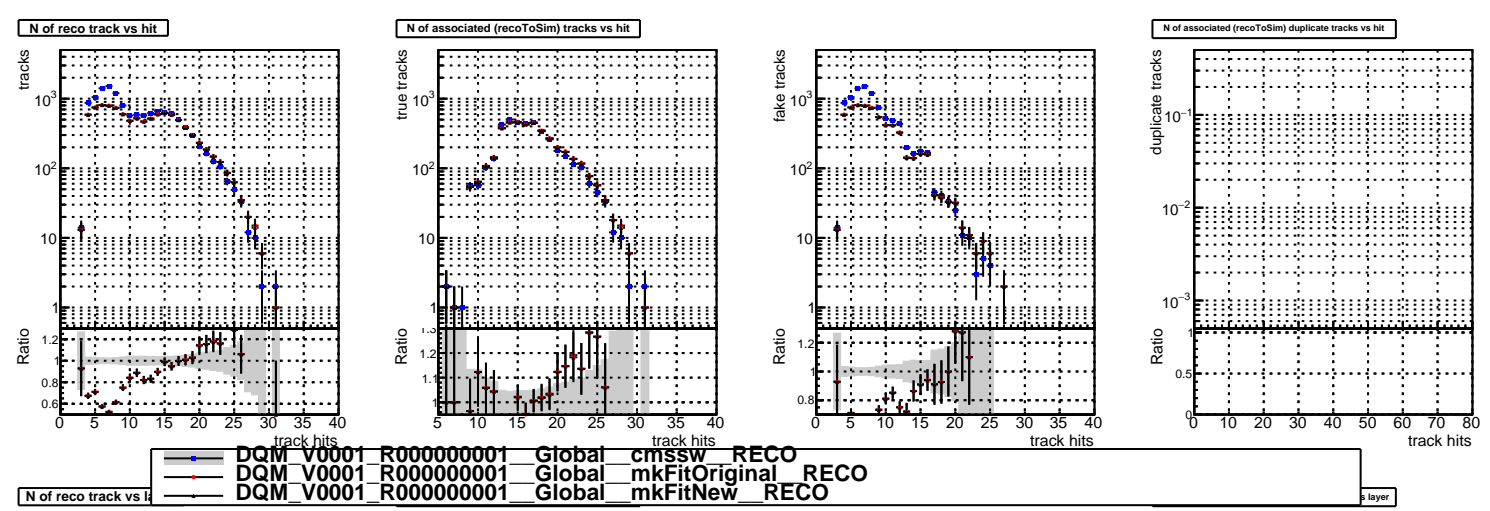 N of reco track vs hit
N of associated (recoToSim) tracks vs hit
N of associated (recoToSim) duplicate tracks vs hit
tracks
10³
10²
10
1
Ratio
1.2
1
0.8
0.6
0 5 10 15 20 25 30 35 40
track hits
true tracks
10³
10²
10
1
Ratio
1.3
1.2
1.1
1
5 10 15 20 25 30 35 40
track hits
fake tracks
10³
10²
10
1
Ratio
1.2
1
0.8
0 5 10 15 20 25 30 35 40
track hits
duplicate tracks
10⁻¹
10⁻²
10⁻³
Ratio
1
0.5
0
0 10 20 30 40 50 60 70 80
track hits
DQM_V0001_R000000001__Global__cmssw__RECO
DQM_V0001_R000000001__Global__mkFitOriginal__RECO
DQM_V0001_R000000001__Global__mkFitNew__RECO
N of reco track vs la
s layer